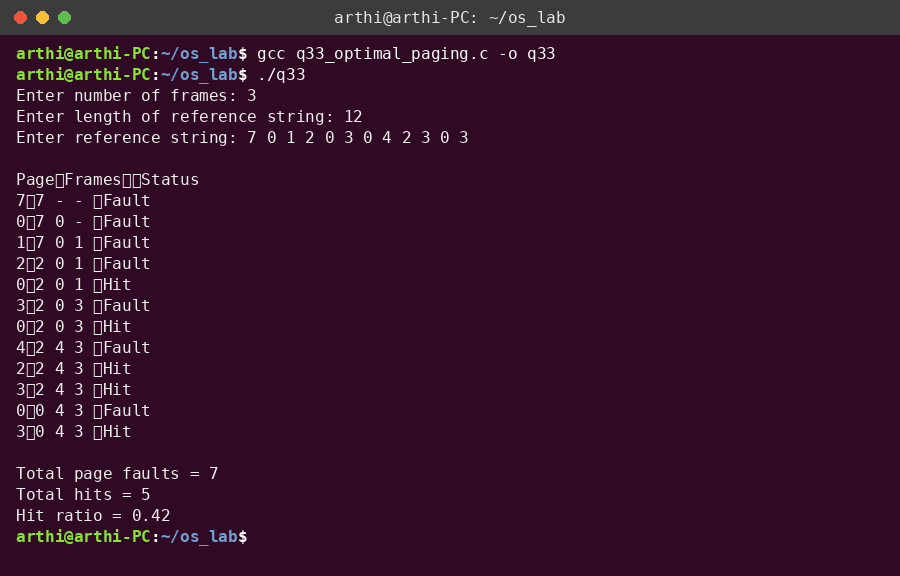 arthi@arthi-PC: ~/os_lab
arthi@arthi-PC:~/os_lab$ gcc q33_optimal_paging.c -o q33
arthi@arthi-PC:~/os_lab$ ./q33
Enter number of frames: 3
Enter length of reference string: 12
Enter reference string: 7 0 1 2 0 3 0 4 2 3 0 3
Page▯Frames▯▯Status
7▯7 - - ▯Fault
0▯7 0 - ▯Fault
1▯7 0 1 ▯Fault
2▯2 0 1 ▯Fault
0▯2 0 1 ▯Hit
3▯2 0 3 ▯Fault
0▯2 0 3 ▯Hit
4▯2 4 3 ▯Fault
2▯2 4 3 ▯Hit
3▯2 4 3 ▯Hit
0▯0 4 3 ▯Fault
3▯0 4 3 ▯Hit
Total page faults = 7
Total hits = 5
Hit ratio = 0.42
arthi@arthi-PC:~/os_lab$